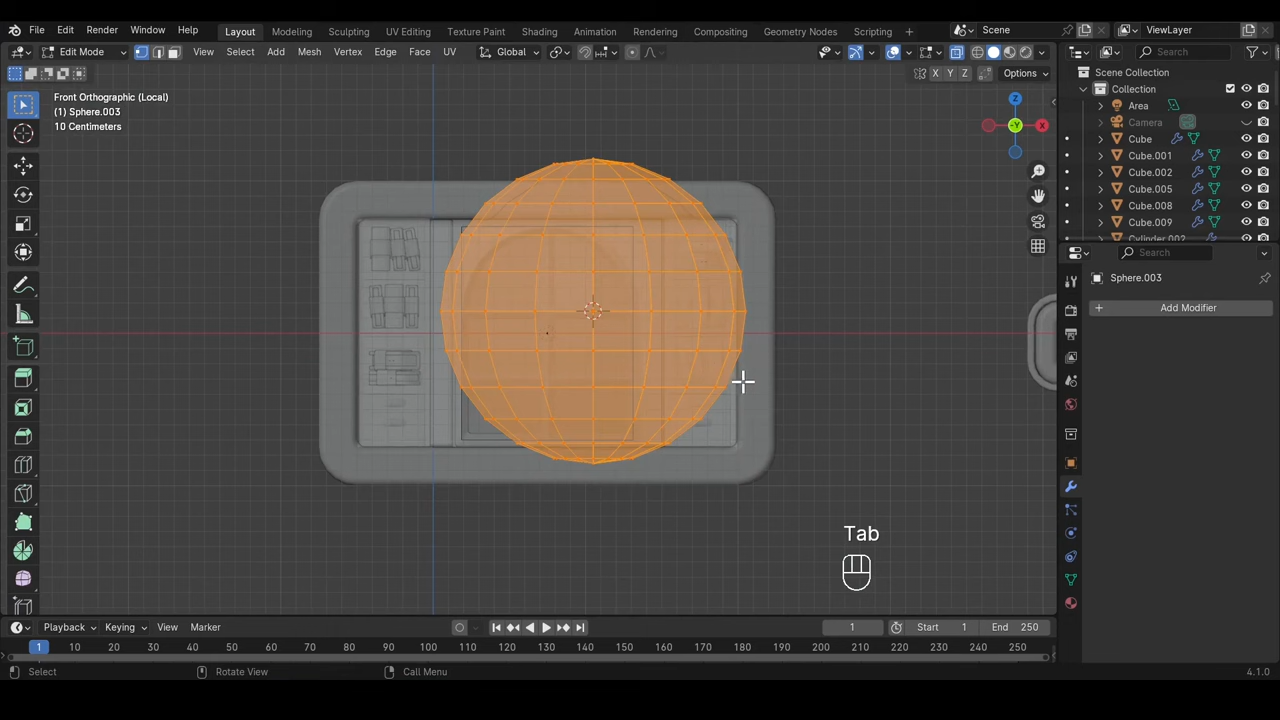 File Edit Render Window Help Layout Modeling Sculpting UV Editing Texture Paint Shading Animation Rendering Compositing Geometry Nodes Scripting + Scene ViewLayer
Edit Mode View Select Add Mesh Vertex Edge Face UV Global Search
X Y Z Options Scene Collection
Front Orthographic (Local) Collection
(1) Sphere.003 Area
10 Centimeters Camera
Z
-Y X
Cube
Cube.001
Cube.002
Cube.005
Cube.008
Cube.009
Cylinder.002
Search
Sphere.003
+ Add Modifier
Tab
Playback Keying View Marker 1 Start 1 End 250
1 10 20 30 40 50 60 70 80 90 100 110 120 130 140 150 160 170 180 190 200 210 220 230 240 250
Select Rotate View Call Menu 4.1.0